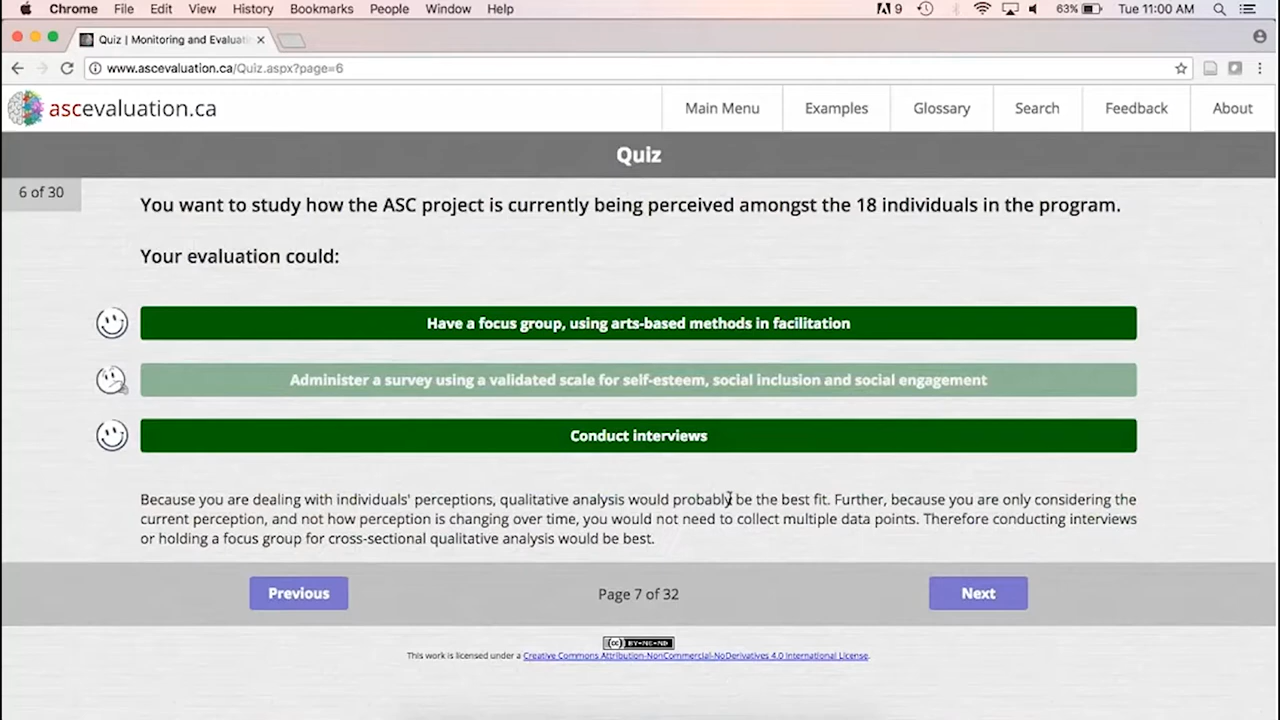 Chrome File Edit View History Bookmarks People Window Help 9 63% Tue 11:00 AM
Quiz | Monitoring and Evaluati
www.ascevaluation.ca/Quiz.aspx?page=6
ascevaluation.ca Main Menu Examples Glossary Search Feedback About
Quiz
6 of 30
You want to study how the ASC project is currently being perceived amongst the 18 individuals in the program.
Your evaluation could:
Have a focus group, using arts-based methods in facilitation
Administer a survey using a validated scale for self-esteem, social inclusion and social engagement
Conduct interviews
Because you are dealing with individuals' perceptions, qualitative analysis would probably be the best fit. Further, because you are only considering the
current perception, and not how perception is changing over time, you would not need to collect multiple data points. Therefore conducting interviews
or holding a focus group for cross-sectional qualitative analysis would be best.
Previous Page 7 of 32 Next
(cc) BY-NC-ND
This work is licensed under a Creative Commons Attribution-NonCommercial-NoDerivatives 4.0 International License.